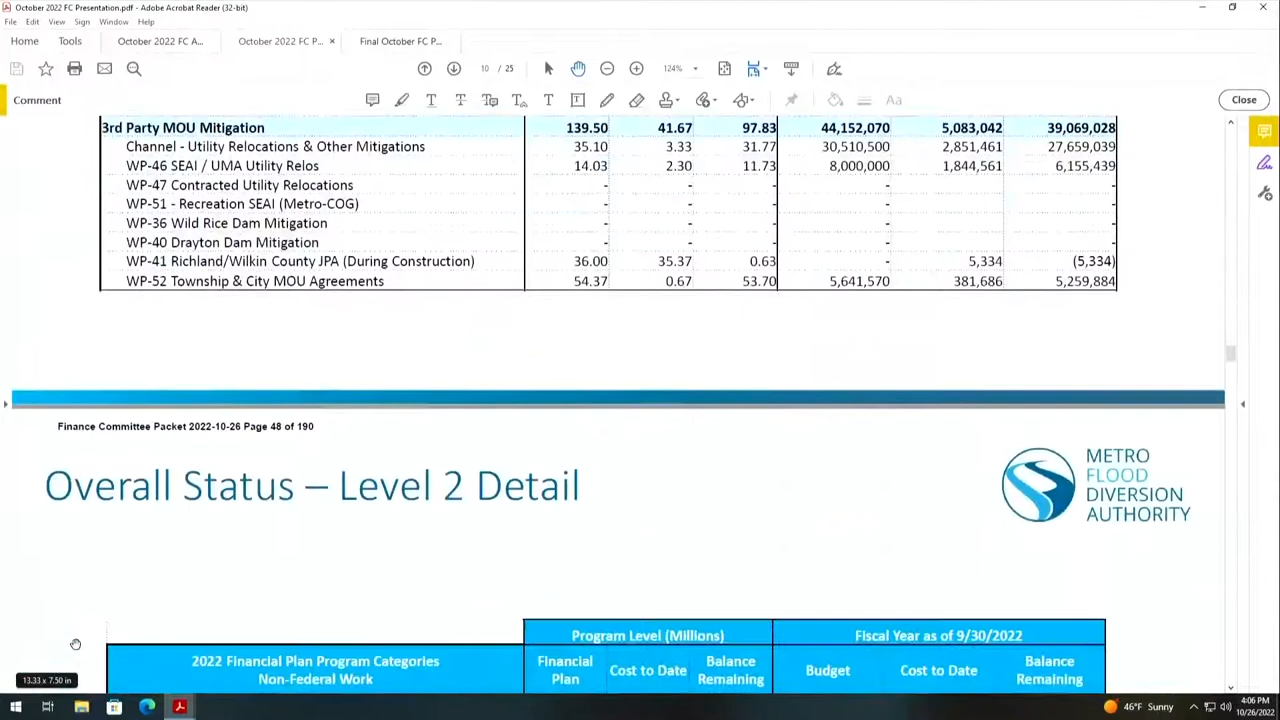 October 2022 FC Presentation.pdf - Adobe Acrobat Reader (32-bit)
File Edit View Sign Window Help
Home Tools October 2022 FC A... October 2022 FC P... × Final October FC P...
10 / 25 124%
Comment Aa Close
3rd Party MOU Mitigation 139.50 41.67 97.83 44,152,070 5,083,042 39,069,028
Channel - Utility Relocations & Other Mitigations 35.10 3.33 31.77 30,510,500 2,851,461 27,659,039
WP-46 SEAI / UMA Utility Relos 14.03 2.30 11.73 8,000,000 1,844,561 6,155,439
WP-47 Contracted Utility Relocations - - - - -
WP-51 - Recreation SEAI (Metro-COG) - - - - -
WP-36 Wild Rice Dam Mitigation - - - - -
WP-40 Drayton Dam Mitigation - - - - -
WP-41 Richland/Wilkin County JPA (During Construction) 36.00 35.37 0.63 - 5,334 (5,334)
WP-52 Township & City MOU Agreements 54.37 0.67 53.70 5,641,570 381,686 5,259,884
Finance Committee Packet 2022-10-26 Page 48 of 190
Overall Status – Level 2 Detail
METRO
FLOOD
DIVERSION
AUTHORITY
Program Level (Millions) Fiscal Year as of 9/30/2022
2022 Financial Plan Program Categories
Non-Federal Work
Financial
Plan
Cost to Date
Balance
Remaining
Budget
Cost to Date
Balance
Remaining
13.33 x 7.50 in
46°F Sunny
4:06 PM
10/26/2022